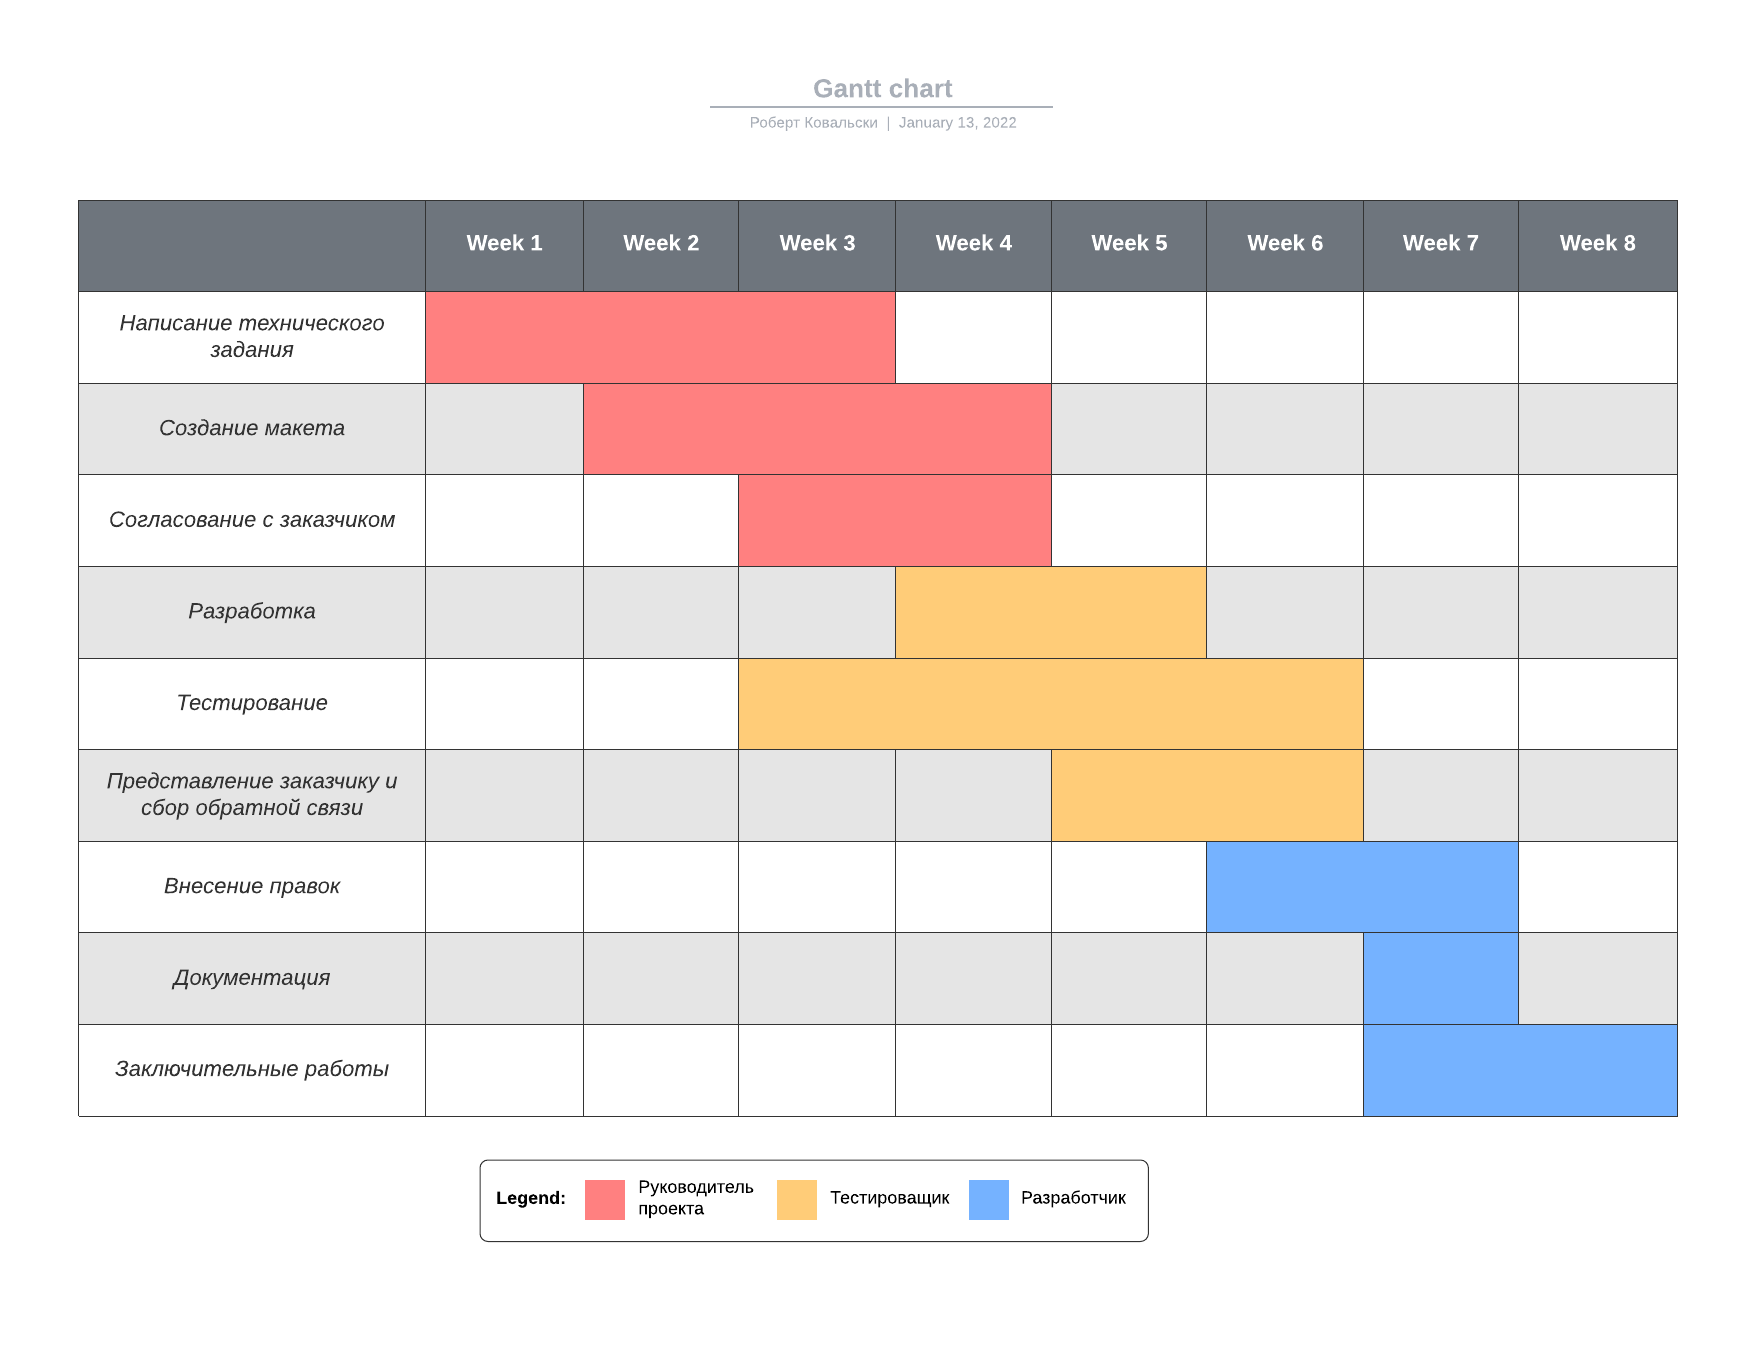 Gantt chart
Роберт Ковальски | January 13, 2022
Week 1 Week 2 Week 3 Week 4 Week 5 Week 6 Week 7 Week 8
Написание технического
задания
Создание макета
Согласование с заказчиком
Разработка
Тестирование
Представление заказчику и
сбор обратной связи
Внесение правок
Документация
Заключительные работы
Legend:
Руководитель
проекта
Тестироващик
Разработчик